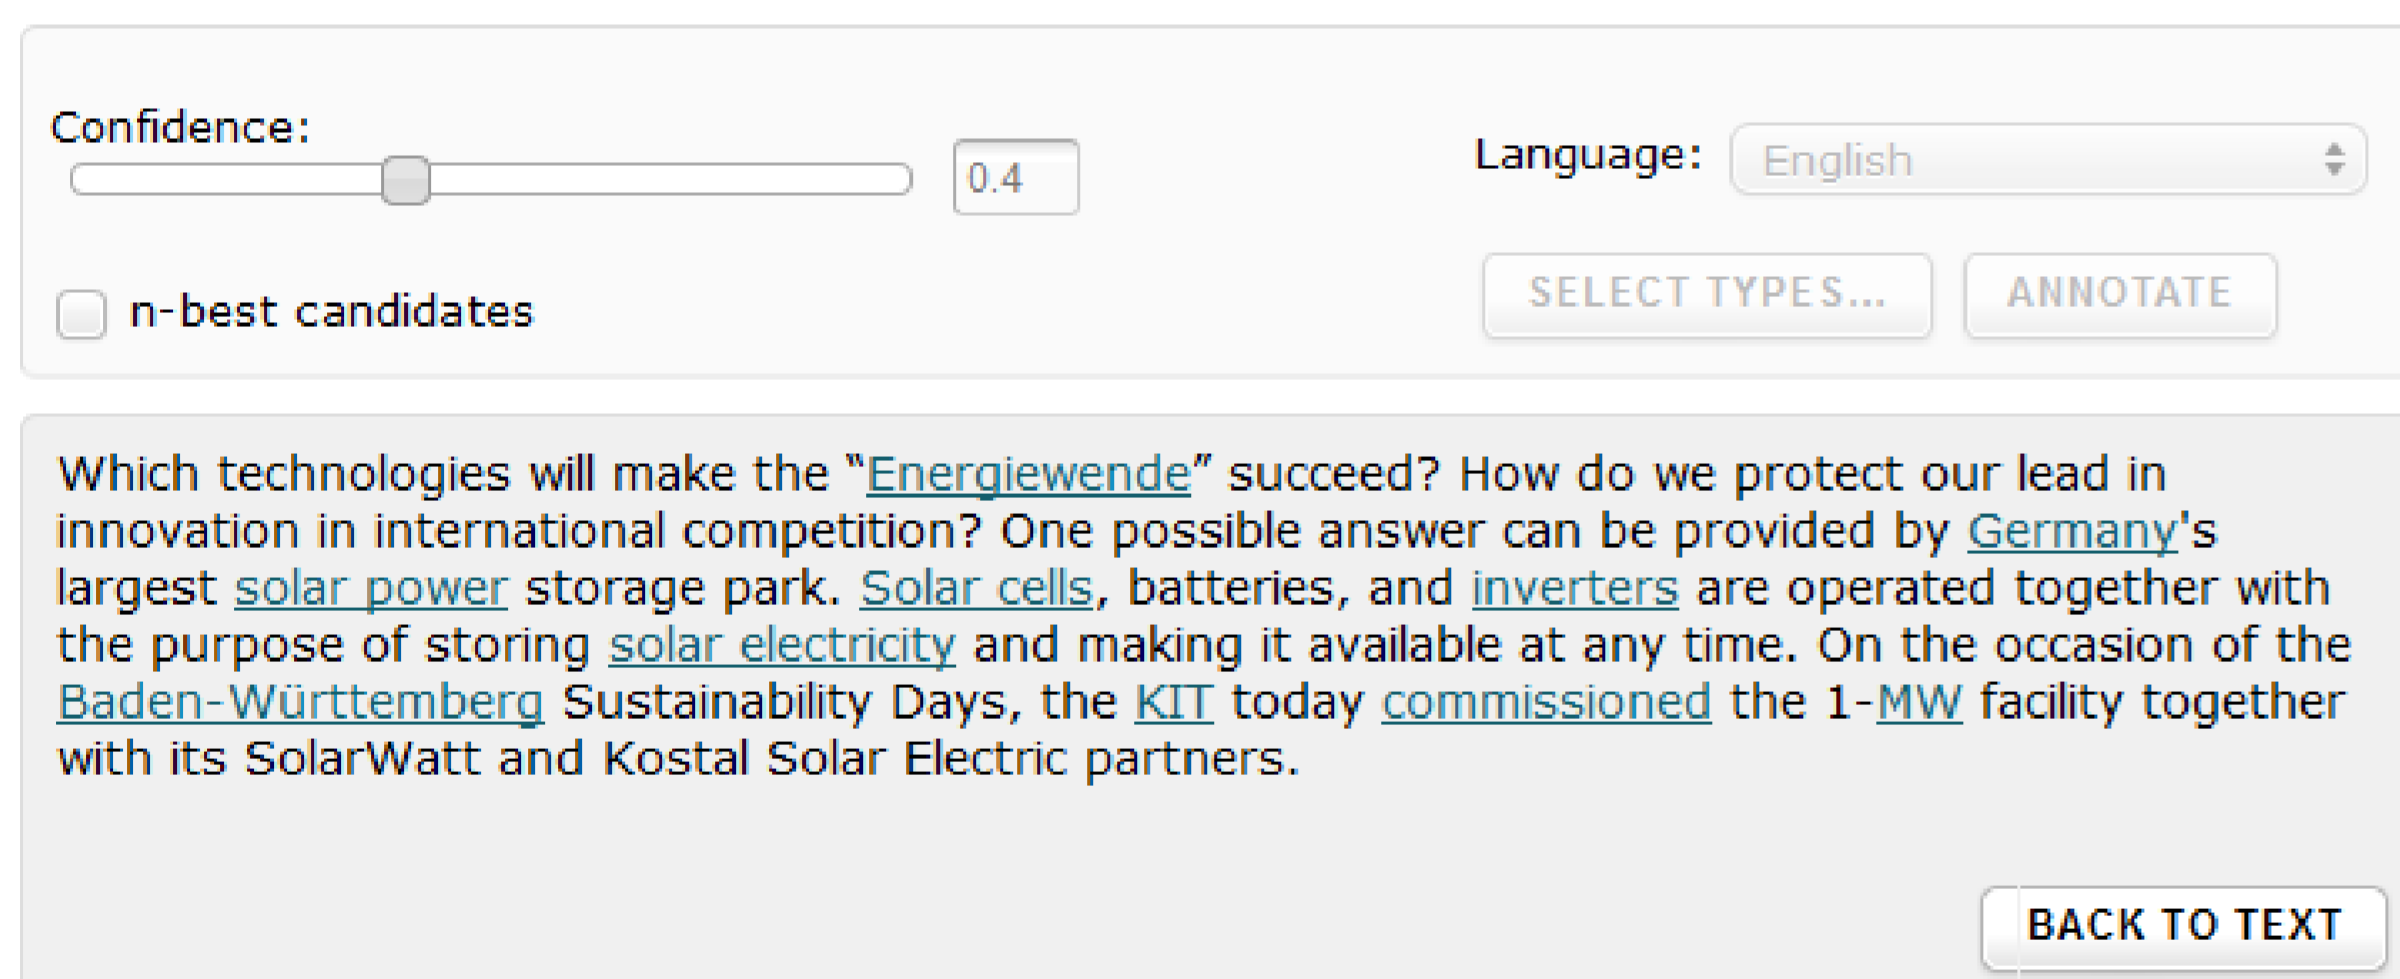 Confidence:
0.4
Language: English
n-best candidates
SELECT TYPES... ANNOTATE
Which technologies will make the “Energiewende” succeed? How do we protect our lead in
innovation in international competition? One possible answer can be provided by Germany's
largest solar power storage park. Solar cells, batteries, and inverters are operated together with
the purpose of storing solar electricity and making it available at any time. On the occasion of the
Baden-Württemberg Sustainability Days, the KIT today commissioned the 1-MW facility together
with its SolarWatt and Kostal Solar Electric partners.
BACK TO TEXT